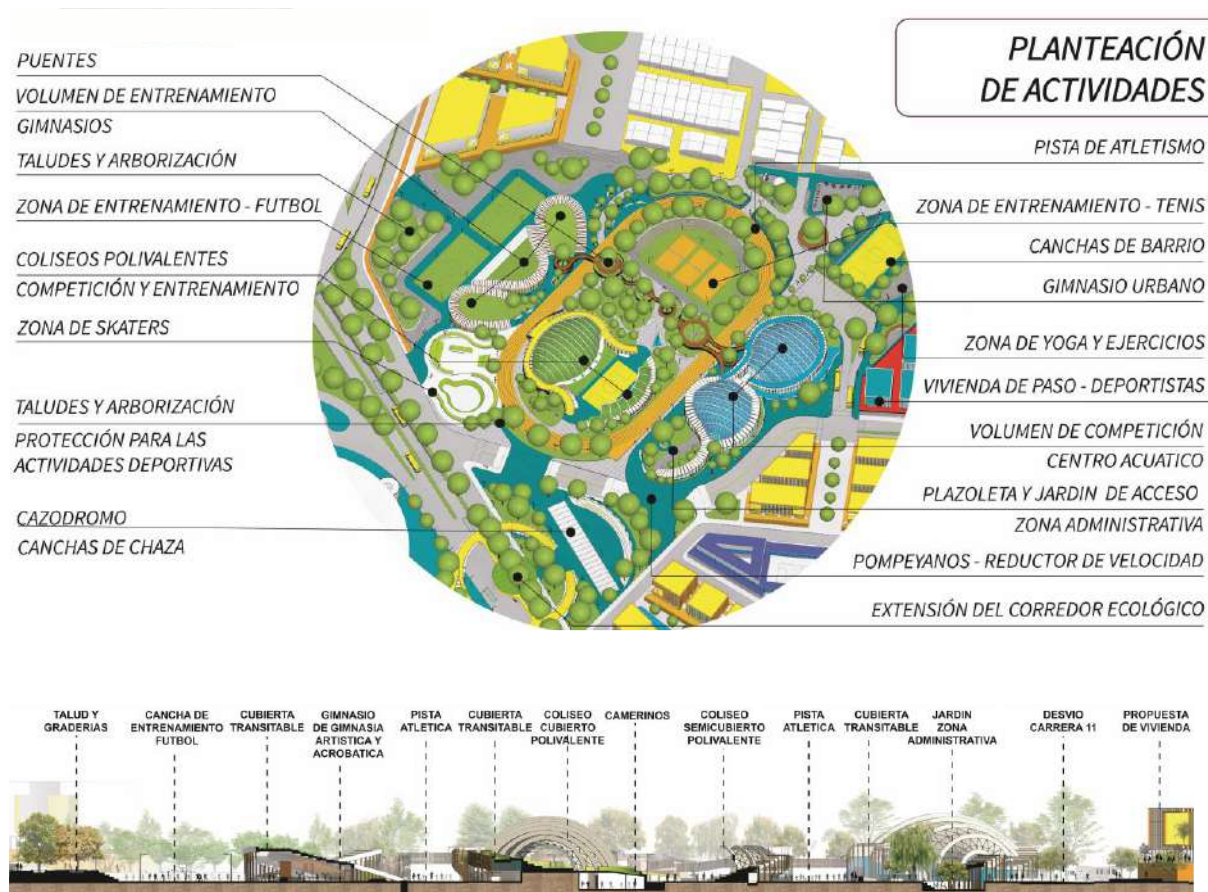 PLANTEACIÓN
DE ACTIVIDADES
PUENTES
VOLUMEN DE ENTRENAMIENTO
GIMNASIOS
TALUDES Y ARBORIZACIÓN
ZONA DE ENTRENAMIENTO - FUTBOL
COLISEOS POLIVALENTES
COMPETICIÓN Y ENTRENAMIENTO
ZONA DE SKATERS
TALUDES Y ARBORIZACIÓN
PROTECCIÓN PARA LAS
ACTIVIDADES DEPORTIVAS
CAZODROMO
CANCHAS DE CHAZA
PISTA DE ATLETISMO
ZONA DE ENTRENAMIENTO - TENIS
CANCHAS DE BARRIO
GIMNASIO URBANO
ZONA DE YOGA Y EJERCICIOS
VIVIENDA DE PASO - DEPORTISTAS
VOLUMEN DE COMPETICIÓN
CENTRO ACUATICO
PLAZOLETA Y JARDIN DE ACCESO
ZONA ADMINISTRATIVA
POMPEYANOS - REDUCTOR DE VELOCIDAD
EXTENSIÓN DEL CORREDOR ECOLÓGICO
TALUD Y
GRADERIAS
CANCHA DE
ENTRENAMIENTO
FUTBOL
CUBIERTA
TRANSITABLE
GIMNASIO
DE GIMNASIA
ARTISTICA Y
ACROBATICA
PISTA
ATLETICA
CUBIERTA
TRANSITABLE
COLISEO
CUBIERTO
POLIVALENTE
CAMERINOS
COLISEO
SEMICUBIERTO
POLIVALENTE
PISTA
ATLETICA
CUBIERTA
TRANSITABLE
JARDIN
ZONA
ADMINISTRATIVA
DESVIO
CARRERA 11
PROPUESTA
DE VIVIENDA